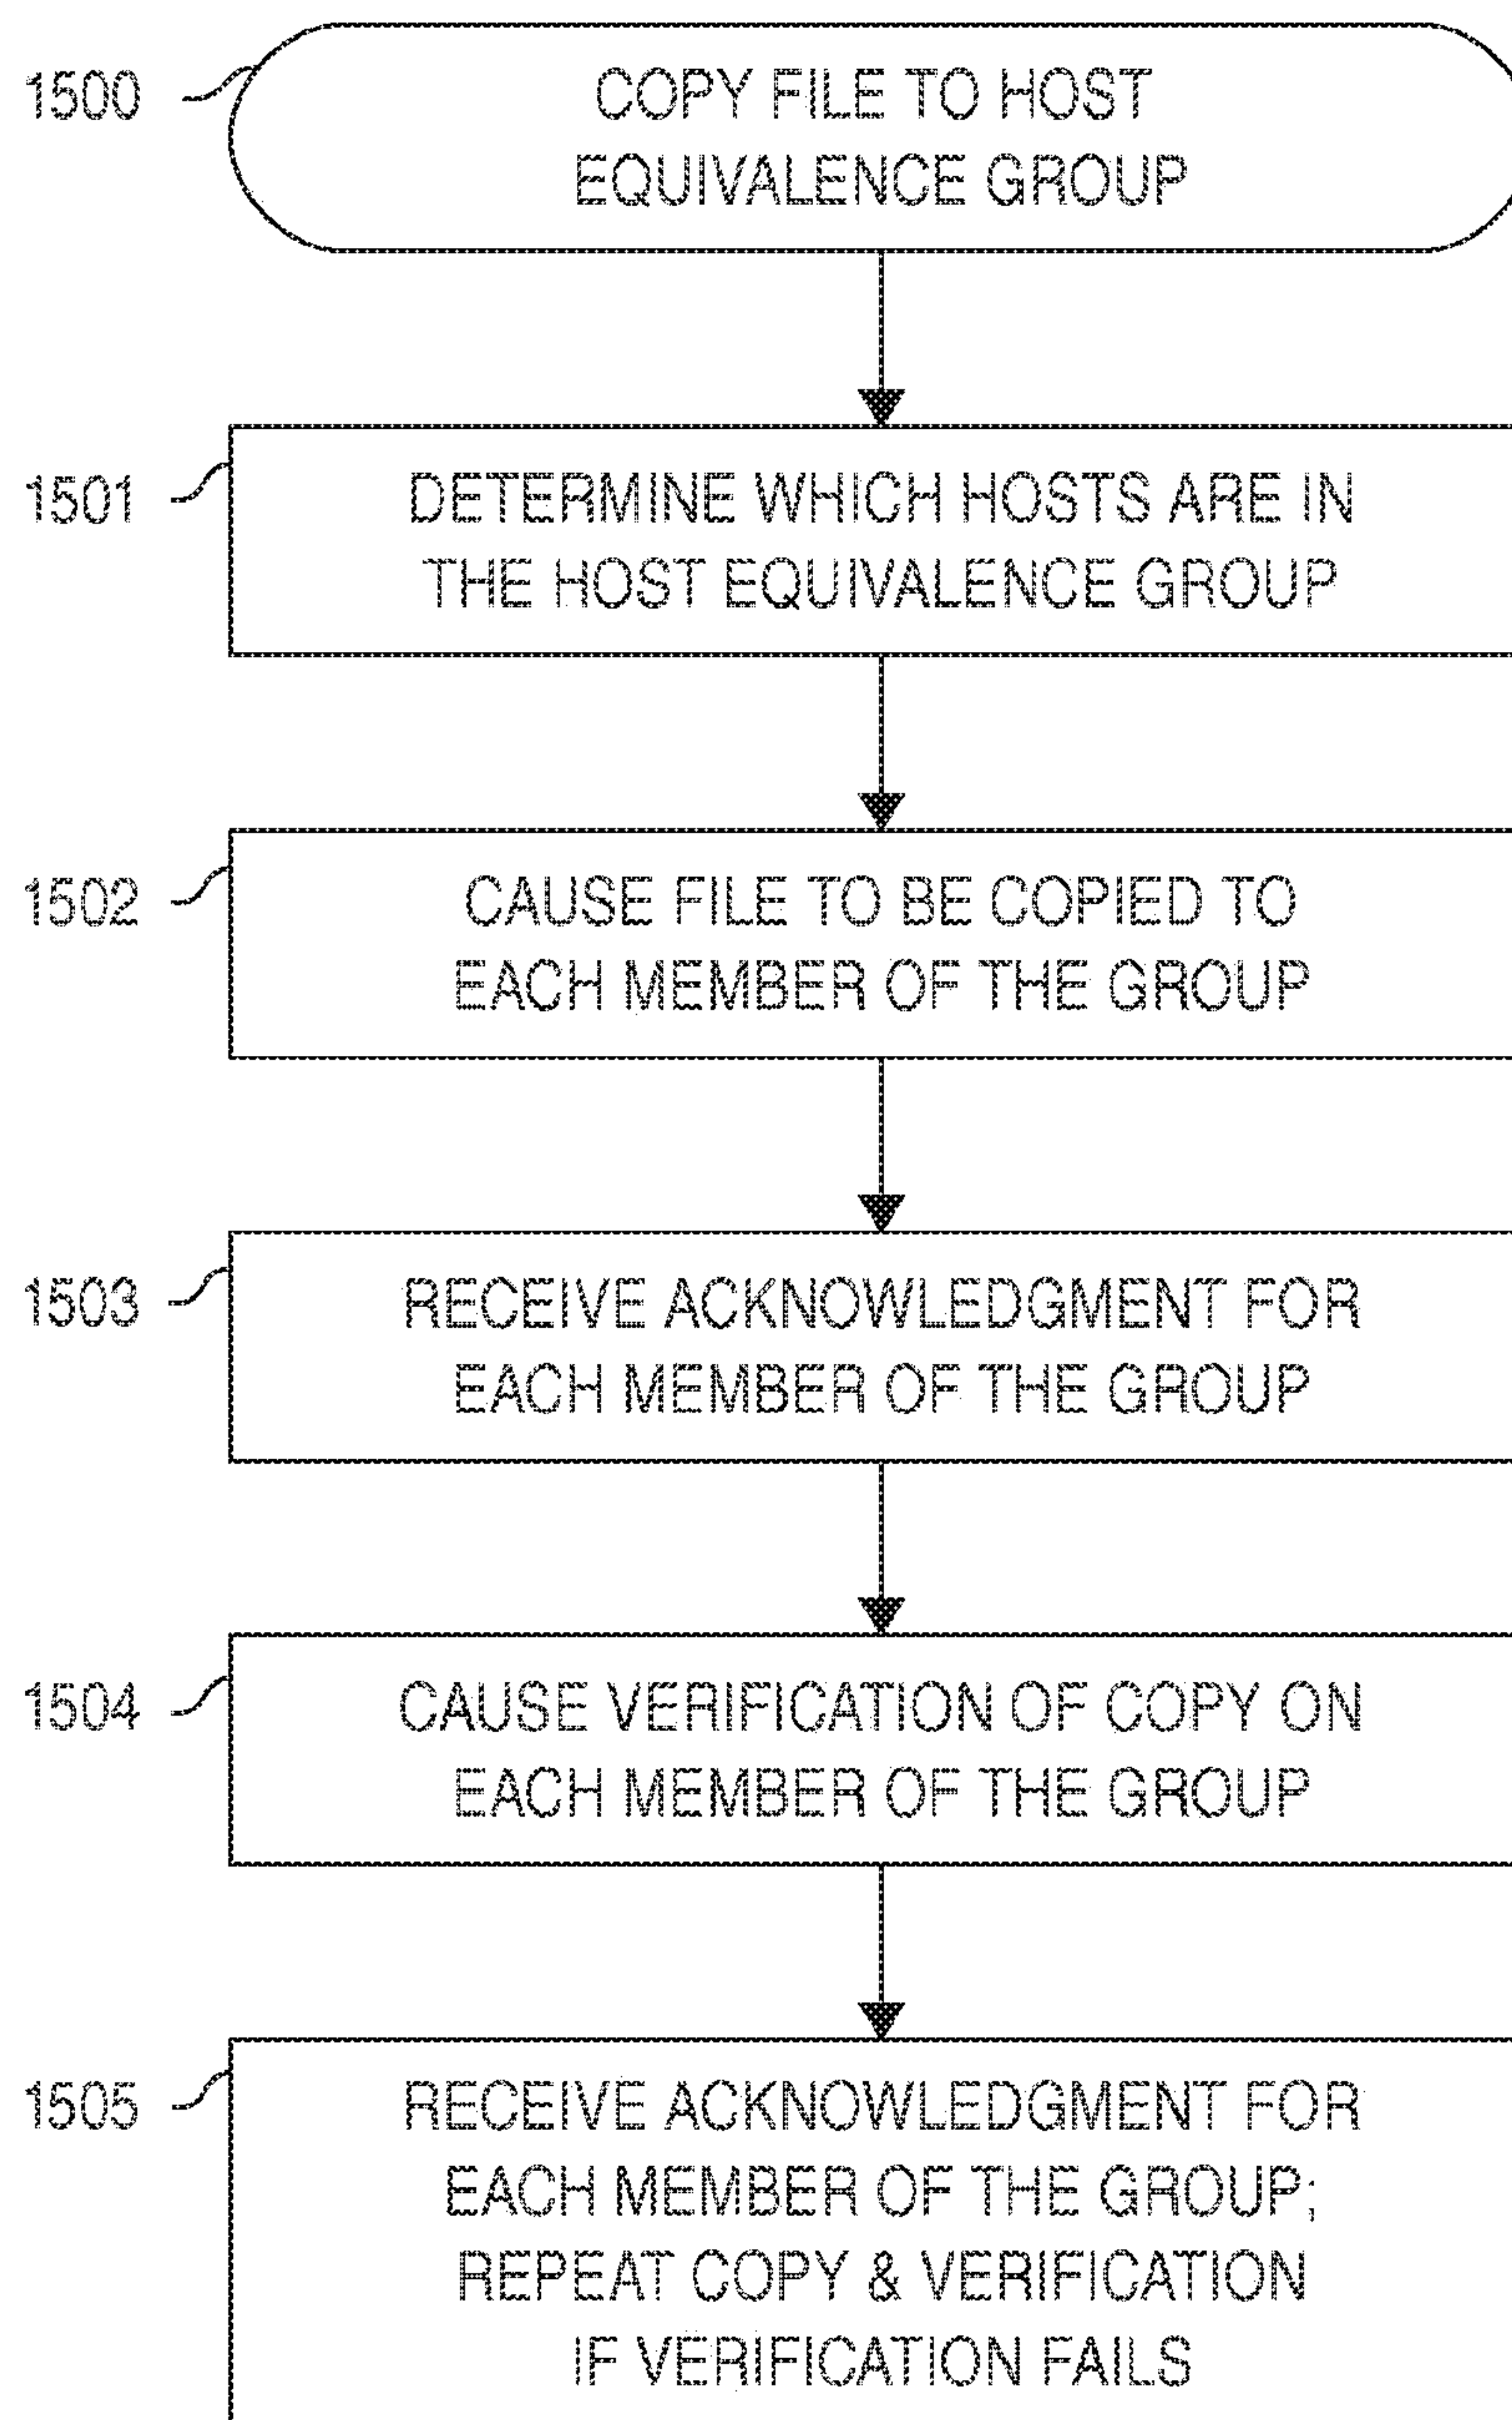 1500
COPY FILE TO HOST
EQUIVALENCE GROUP
1501
DETERMINE WHICH HOSTS ARE IN
THE HOST EQUIVALENCE GROUP
1502
CAUSE FILE TO BE COPIED TO
EACH MEMBER OF THE GROUP
1503
RECEIVE ACKNOWLEDGMENT FOR
EACH MEMBER OF THE GROUP
1504
CAUSE VERIFICATION OF COPY ON
EACH MEMBER OF THE GROUP
1505
RECEIVE ACKNOWLEDGMENT FOR
EACH MEMBER OF THE GROUP;
REPEAT COPY & VERIFICATION
IF VERIFICATION FAILS